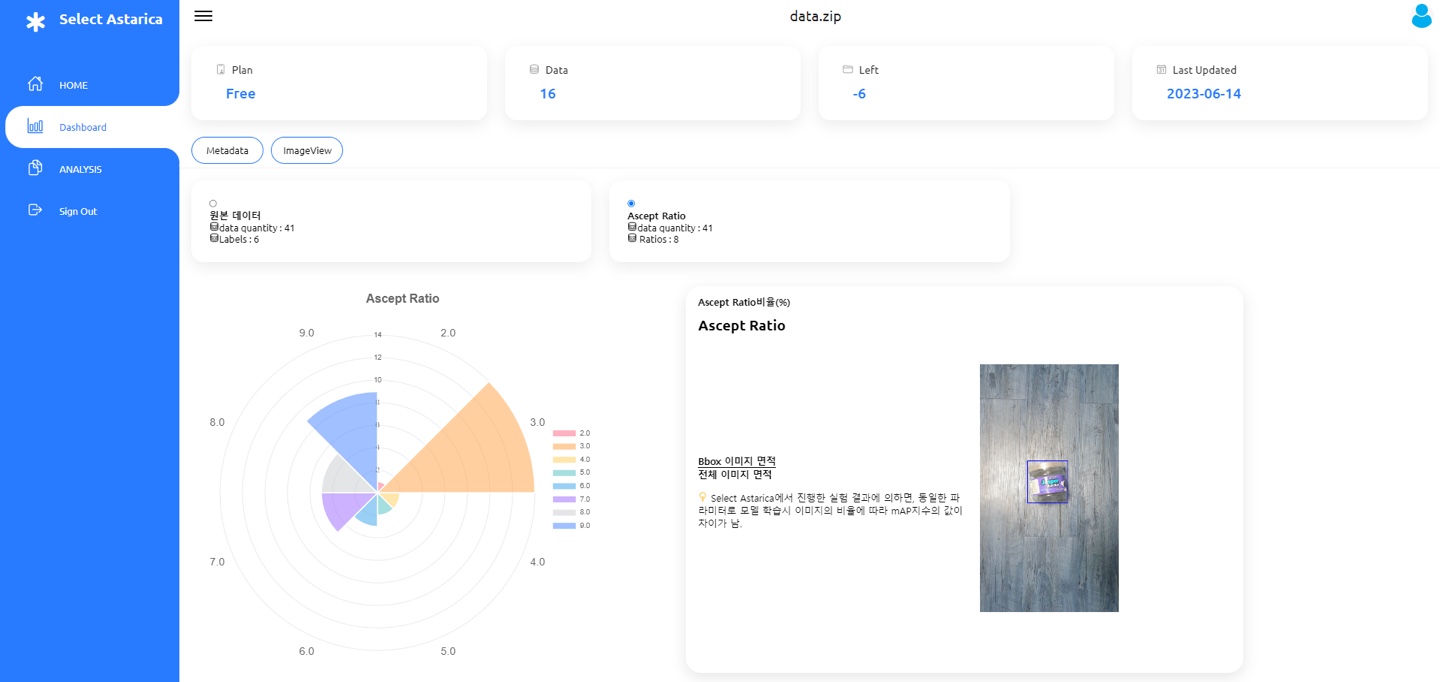 Select Astarica
data.zip
HOME
Dashboard
ANALYSIS
Sign Out
Plan
Free
Data
16
Left
-6
Last Updated
2023-06-14
Metadata
ImageView
원본 데이터
data quantity : 41
Labels : 6
Ascept Ratio
data quantity : 41
Ratios : 8
Ascept Ratio
9.0
2.0
8.0
3.0
7.0
4.0
6.0
5.0
14
12
10
8
6
4
2
2.0
3.0
4.0
5.0
6.0
7.0
8.0
9.0
Ascept Ratio비율(%)
Ascept Ratio
Bbox 이미지 면적
전체 이미지 면적
Select Astarica에서 진행한 실험 결과에 의하면, 동일한 파
라미터로 모델 학습시 이미지의 비율에 따라 mAP지수의 값이
차이가 남.